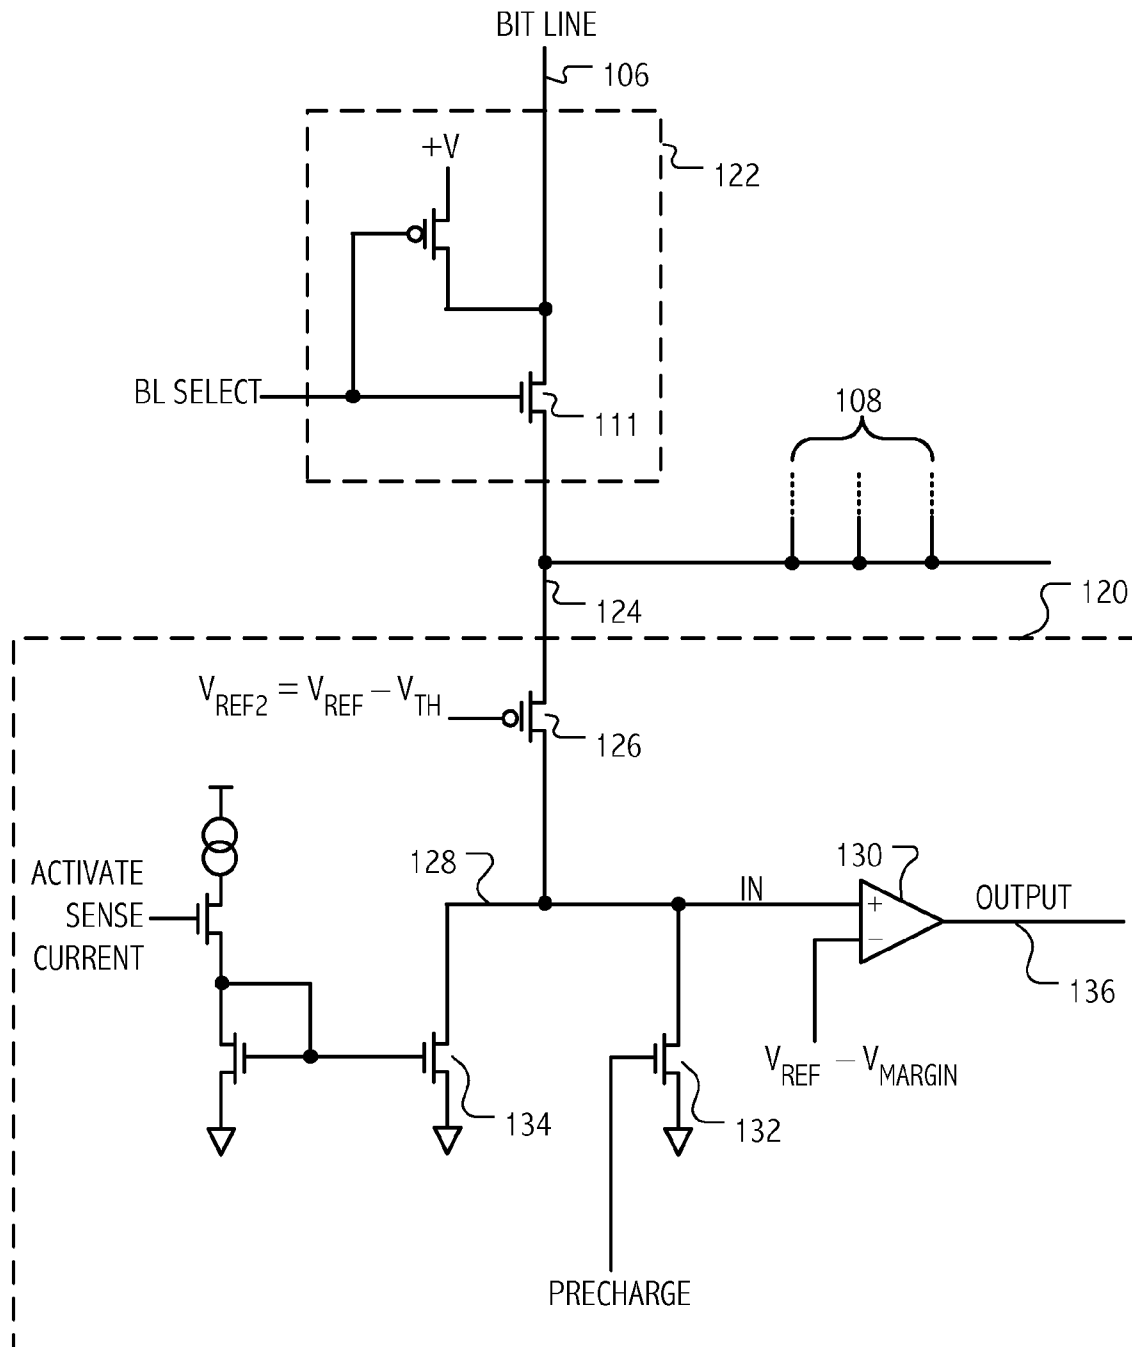 BIT LINE
106
+V
122
BL SELECT
111
108
124
120
V_REF2 = V_REF − V_TH
126
ACTIVATE
SENSE
CURRENT
128
IN
130
+
−
OUTPUT
136
V_REF − V_MARGIN
134
132
PRECHARGE